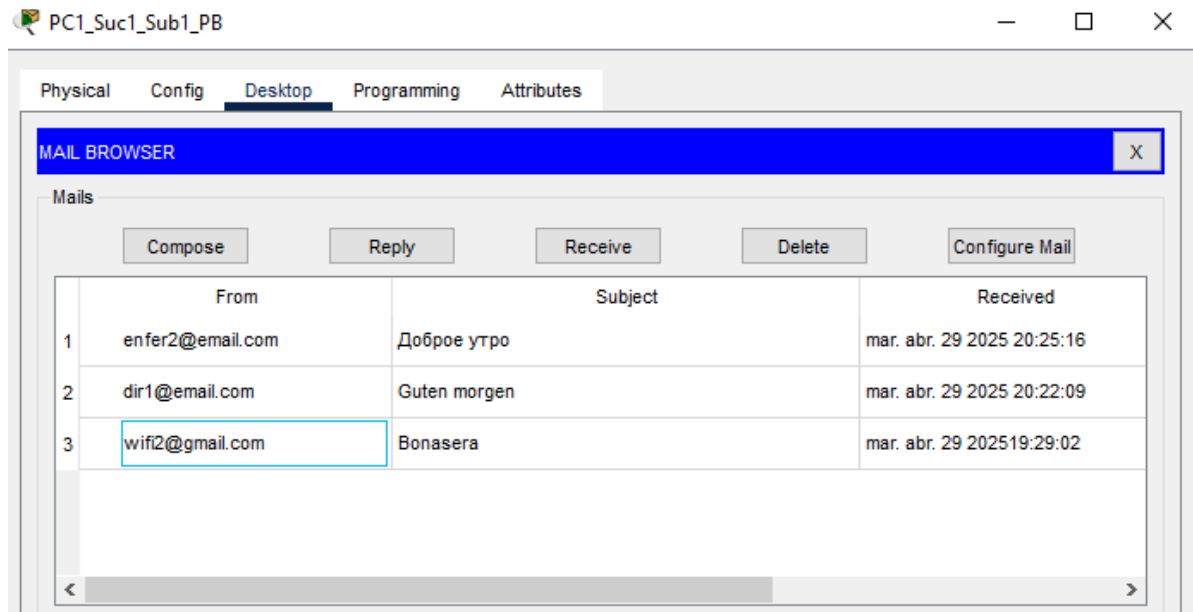 PC1_Suc1_Sub1_PB
Physical Config Desktop Programming Attributes
MAIL BROWSER X
Mails
Compose Reply Receive Delete Configure Mail
From Subject Received
1 enfer2@email.com Доброе утро mar. abr. 29 2025 20:25:16
2 dir1@email.com Guten morgen mar. abr. 29 2025 20:22:09
3 wifi2@gmail.com Bonasera mar. abr. 29 202519:29:02